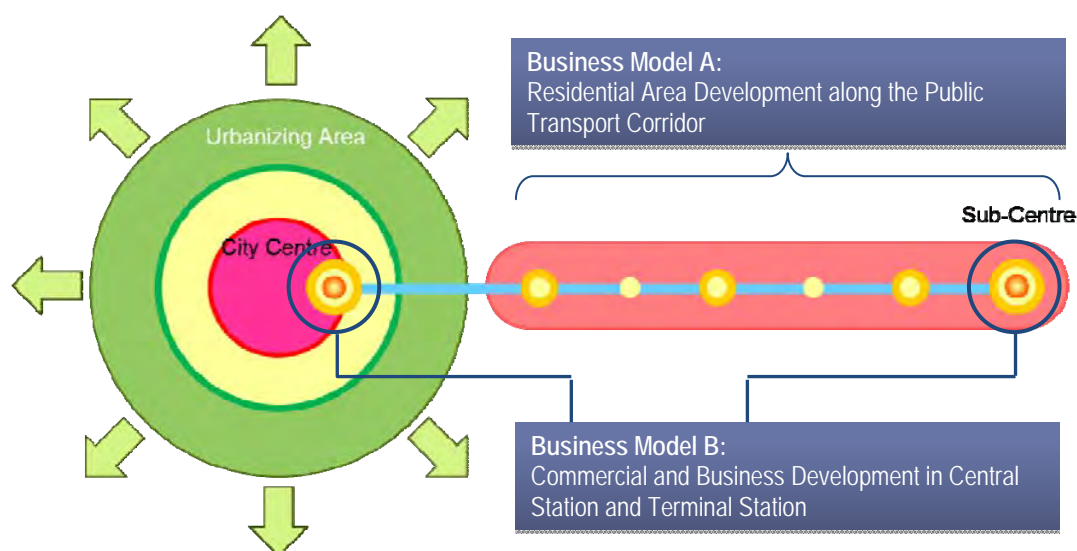 Business Model A:
Residential Area Development along the Public
Transport Corridor
Urbanizing Area
Sub-Centre
City Centre
Business Model B:
Commercial and Business Development in Central
Station and Terminal Station